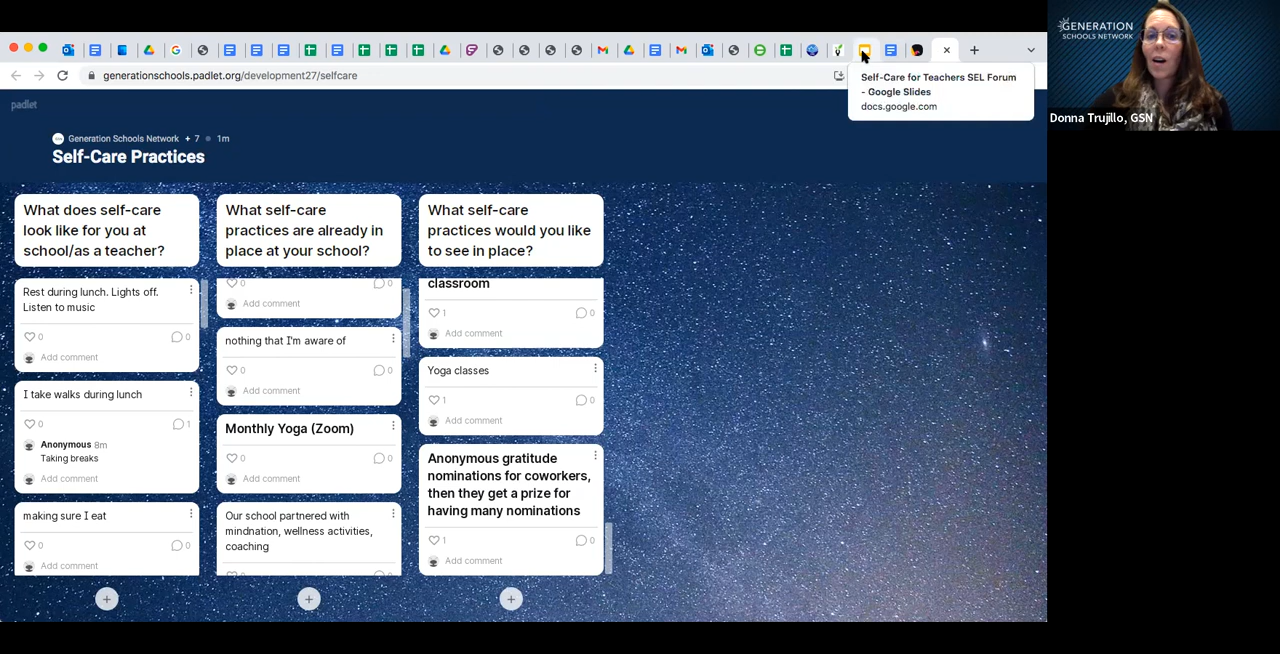 generationschools.padlet.org/development27/selfcare
Self-Care for Teachers SEL Forum
- Google Slides
docs.google.com
GENERATION
SCHOOLS NETWORK
Donna Trujillo, GSN
padlet
Generation Schools Network + 7 1m
Self-Care Practices
What does self-care
look like for you at
school/as a teacher?
Rest during lunch. Lights off.
Listen to music
0 0
Add comment
I take walks during lunch
0 1
Anonymous 8m
Taking breaks
Add comment
making sure I eat
0 0
Add comment
What self-care
practices are already in
place at your school?
0 0
Add comment
nothing that I'm aware of
0 0
Add comment
Monthly Yoga (Zoom)
0 0
Add comment
Our school partnered with
mindnation, wellness activities,
coaching
What self-care
practices would you like
to see in place?
classroom
1 0
Add comment
Yoga classes
1 0
Add comment
Anonymous gratitude
nominations for coworkers,
then they get a prize for
having many nominations
1 0
Add comment